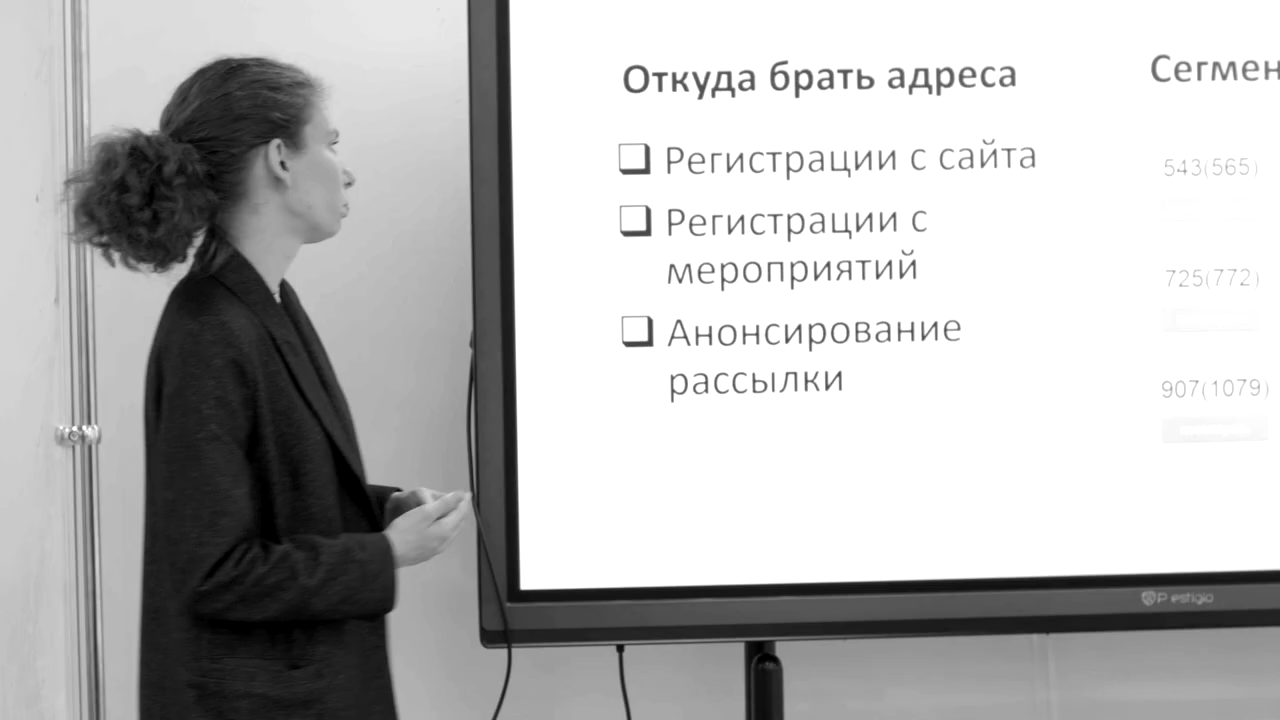 Откуда брать адреса
Регистрации с сайта
Регистрации с
мероприятий
Анонсирование
рассылки
Сегмен
543(565)
725(772)
907(1079)
Prestigio